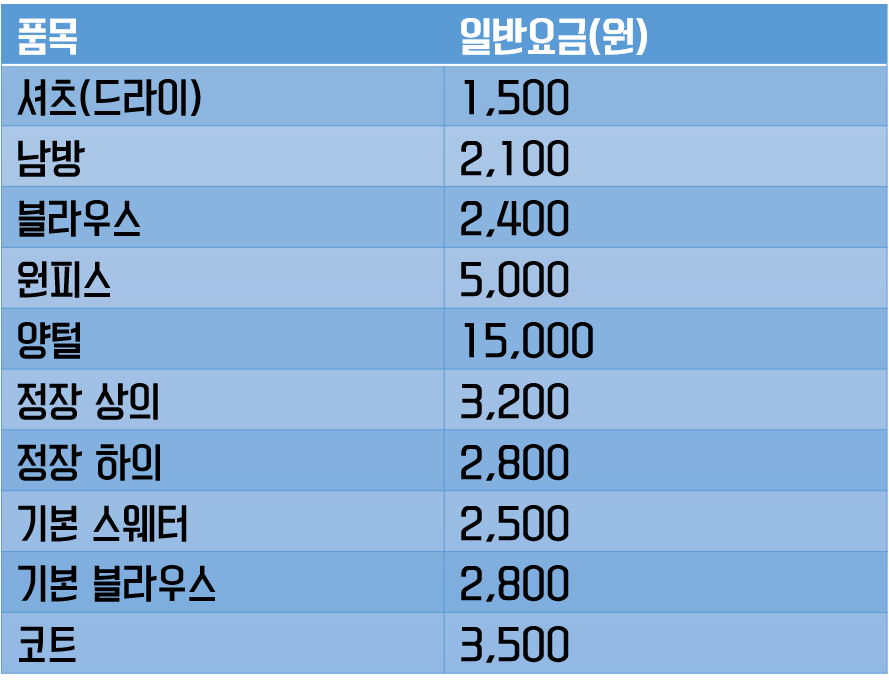 품목 일반요금(원)
셔츠(드라이) 1,500
남방 2,100
블라우스 2,400
원피스 5,000
양털 15,000
정장 상의 3,200
정장 하의 2,800
기본 스웨터 2,500
기본 블라우스 2,800
코트 3,500